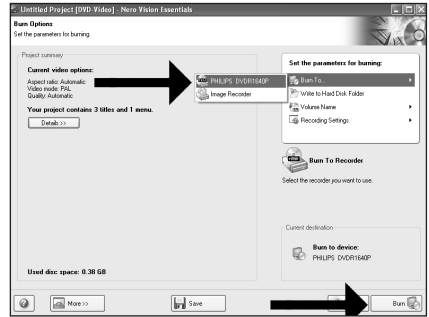 Untitled Project [DVD-Video] - Nero Vision Essentials
Burn Options
Set the parameters for burning
Project summary
Current video options:
Aspect ratio: Automatic
Video mode: PAL
Quality: Automatic
Your project contains 3 titles and 1 menu.
Details >>
Used disc space: 0.38 GB
PHILIPS DVDR1640P
Image Recorder
Set the parameters for burning:
Burn To...
Write to Hard Disk Folder
Volume Name
Recording Settings
Burn To Recorder
Select the recorder you want to use.
Current destination
Burn to device:
PHILIPS DVDR1640P
More >>
Save
Burn